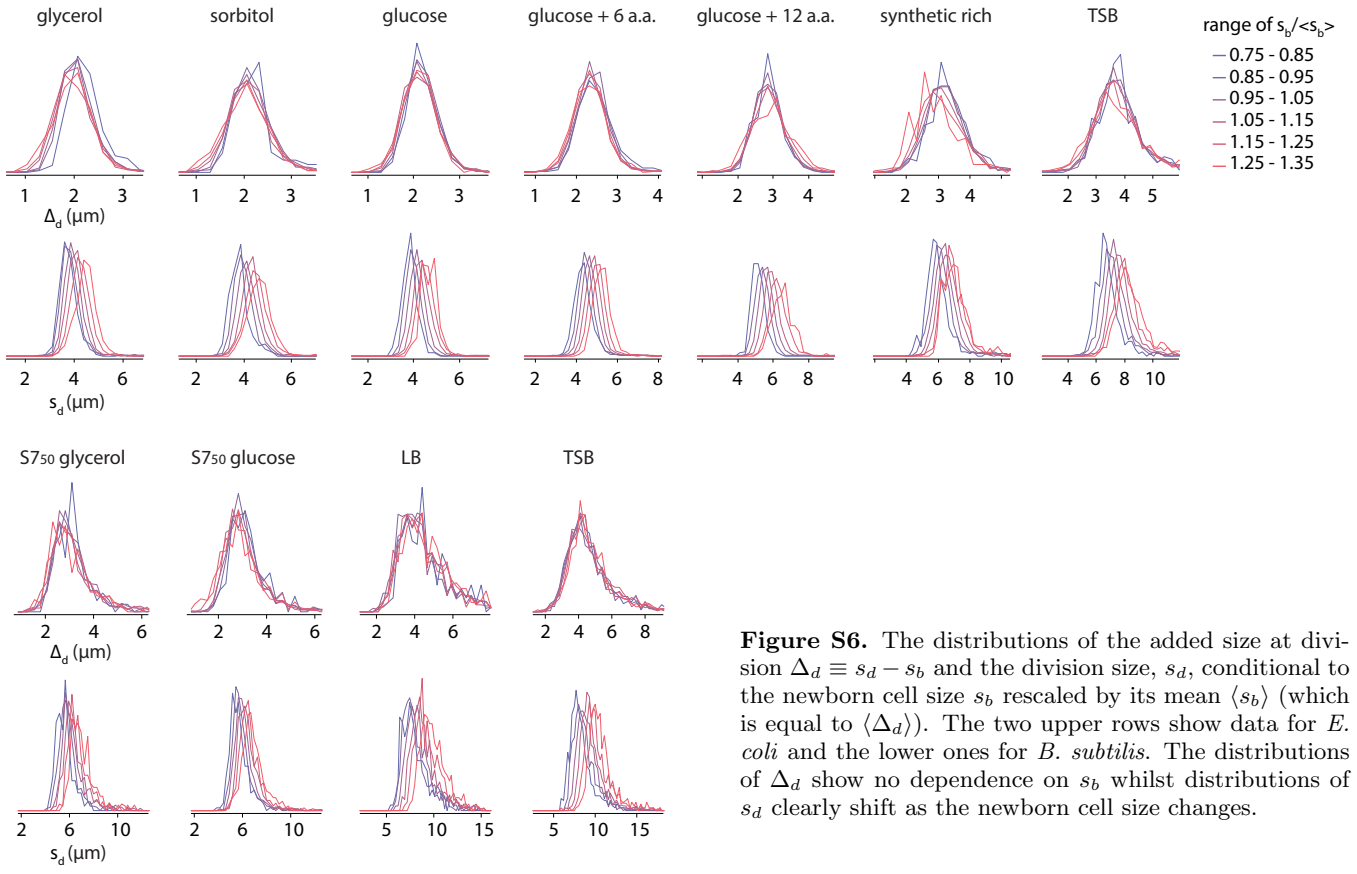 glycerol sorbitol glucose glucose + 6 a.a. glucose + 12 a.a. synthetic rich TSB
range of s_b/<s_b>
0.75 - 0.85
0.85 - 0.95
0.95 - 1.05
1.05 - 1.15
1.15 - 1.25
1.25 - 1.35
1 2 3 1 2 3 1 2 3 1 2 3 4 1 2 3 4 2 3 4 5 2 3 4 5
Δ_d (μm)
2 4 6 2 4 6 2 4 6 2 4 6 8 4 6 8 4 6 8 10 4 6 8 10
s_d (μm)
S7₅₀ glycerol S7₅₀ glucose LB TSB
2 4 6 2 4 6 2 4 6 2 4 6 8
Δ_d (μm)
2 6 10 2 6 10 5 10 15 5 10 15
s_d (μm)
Figure S6. The distributions of the added size at divi-
sion Δ_d ≡ s_d − s_b and the division size, s_d, conditional to
the newborn cell size s_b rescaled by its mean ⟨s_b⟩ (which
is equal to ⟨Δ_d⟩). The two upper rows show data for E.
coli and the lower ones for B. subtilis. The distributions
of Δ_d show no dependence on s_b whilst distributions of
s_d clearly shift as the newborn cell size changes.